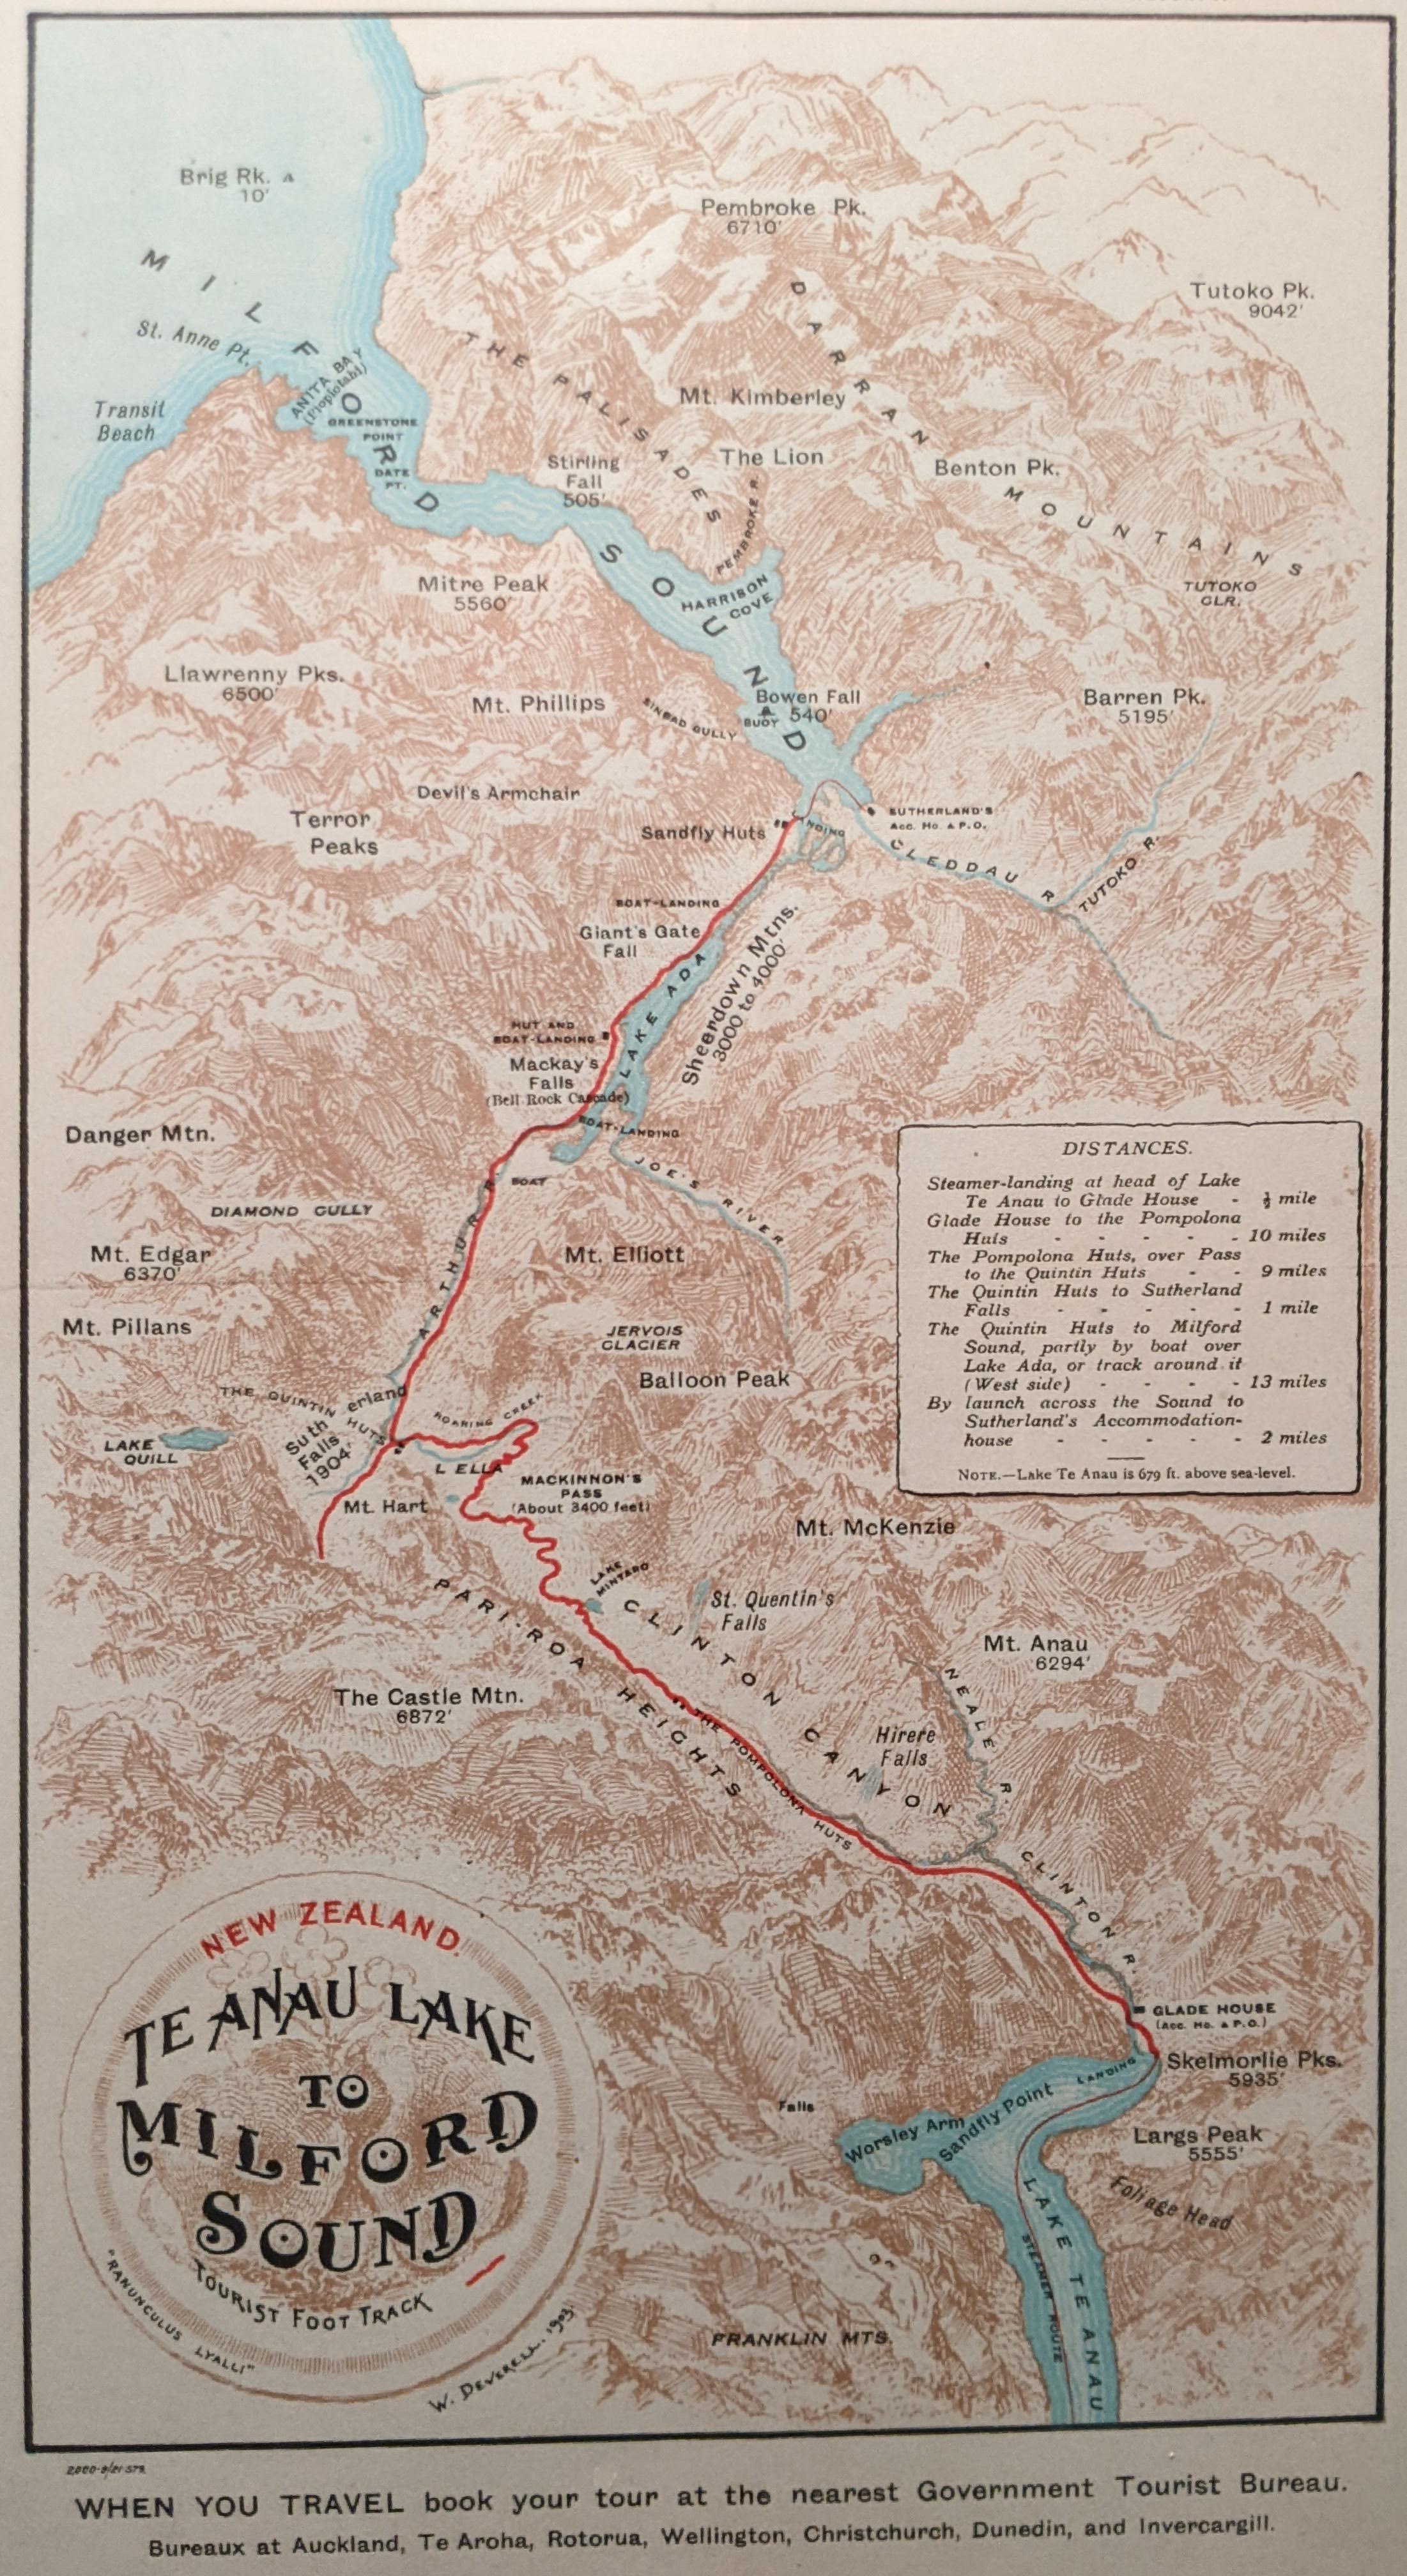 Brig Rk.
10'
Pembroke Pk.
6710'
Tutoko Pk.
9042'
MILFORD SOUND
St. Anne Pt.
ANITA BAY
(Piopiotahi)
Transit
Beach
GREENSTONE
POINT
DATE
PT.
THE PALISADES
DARRAN MOUNTAINS
Mt. Kimberley
Stirling
Fall
505'
The Lion
Benton Pk.
PEMBROKE R.
HARRISON
COVE
Mitre Peak
5560'
TUTOKO
GLR.
Llawrenny Pks.
6500'
Mt. Phillips
SINBAD GULLY
Bowen Fall
540'
BUOY
Barren Pk.
5195'
Devil's Armchair
Terror
Peaks
Sandfly Huts
LANDING
SUTHERLAND'S
Acc. Ho. & P.O.
CLEDDAU R.
TUTOKO R.
BOAT-LANDING
Giant's Gate
Fall
LAKE ADA
Sheerdown Mtns.
3000 to 4000'
HUT AND
BOAT-LANDING
Mackay's
Falls
(Bell Rock Cascade)
BOAT-LANDING
Danger Mtn.
JOE'S RIVER
BOAT
ARTHUR R.
DIAMOND GULLY
Mt. Edgar
6370'
Mt. Elliott
Mt. Pillans
JERVOIS
GLACIER
Balloon Peak
THE QUINTIN HUTS
Sutherland
Falls
1904'
ROARING CREEK
LAKE
QUILL
L ELLA
MACKINNON'S
PASS
(About 3400 feet)
Mt. Hart
DISTANCES.
Steamer-landing at head of Lake
Te Anau to Glade House - ½ mile
Glade House to the Pompolona
Huts - - - - - 10 miles
The Pompolona Huts, over Pass
to the Quintin Huts - - 9 miles
The Quintin Huts to Sutherland
Falls - - - - - 1 mile
The Quintin Huts to Milford
Sound, partly by boat over
Lake Ada, or track around it
(West side) - - - - 13 miles
By launch across the Sound to
Sutherland's Accommodation-
house - - - - - 2 miles
NOTE.—Lake Te Anau is 679 ft. above sea-level.
Mt. McKenzie
LAKE
MINTARO
PARI-ROA HEIGHTS
CLINTON CANYON
St. Quentin's
Falls
Mt. Anau
6294'
NEALE R.
The Castle Mtn.
6872'
THE POMPOLONA HUTS
Hirere
Falls
CLINTON R.
GLADE HOUSE
(Acc. Ho. & P.O.)
LANDING
Skelmorlie Pks.
5935'
Falls
Worsley Arm
Sandfly Point
Largs Peak
5555'
Foliage Head
LAKE TE ANAU
STEAMER ROUTE
FRANKLIN MTS.
NEW ZEALAND.
TE ANAU LAKE
TO
MILFORD
SOUND
TOURIST FOOT TRACK
"RANUNCULUS LYALLI"
W. DEVERELL. 1903.
2,000-9/21-579.
WHEN YOU TRAVEL book your tour at the nearest Government Tourist Bureau.
Bureaux at Auckland, Te Aroha, Rotorua, Wellington, Christchurch, Dunedin, and Invercargill.